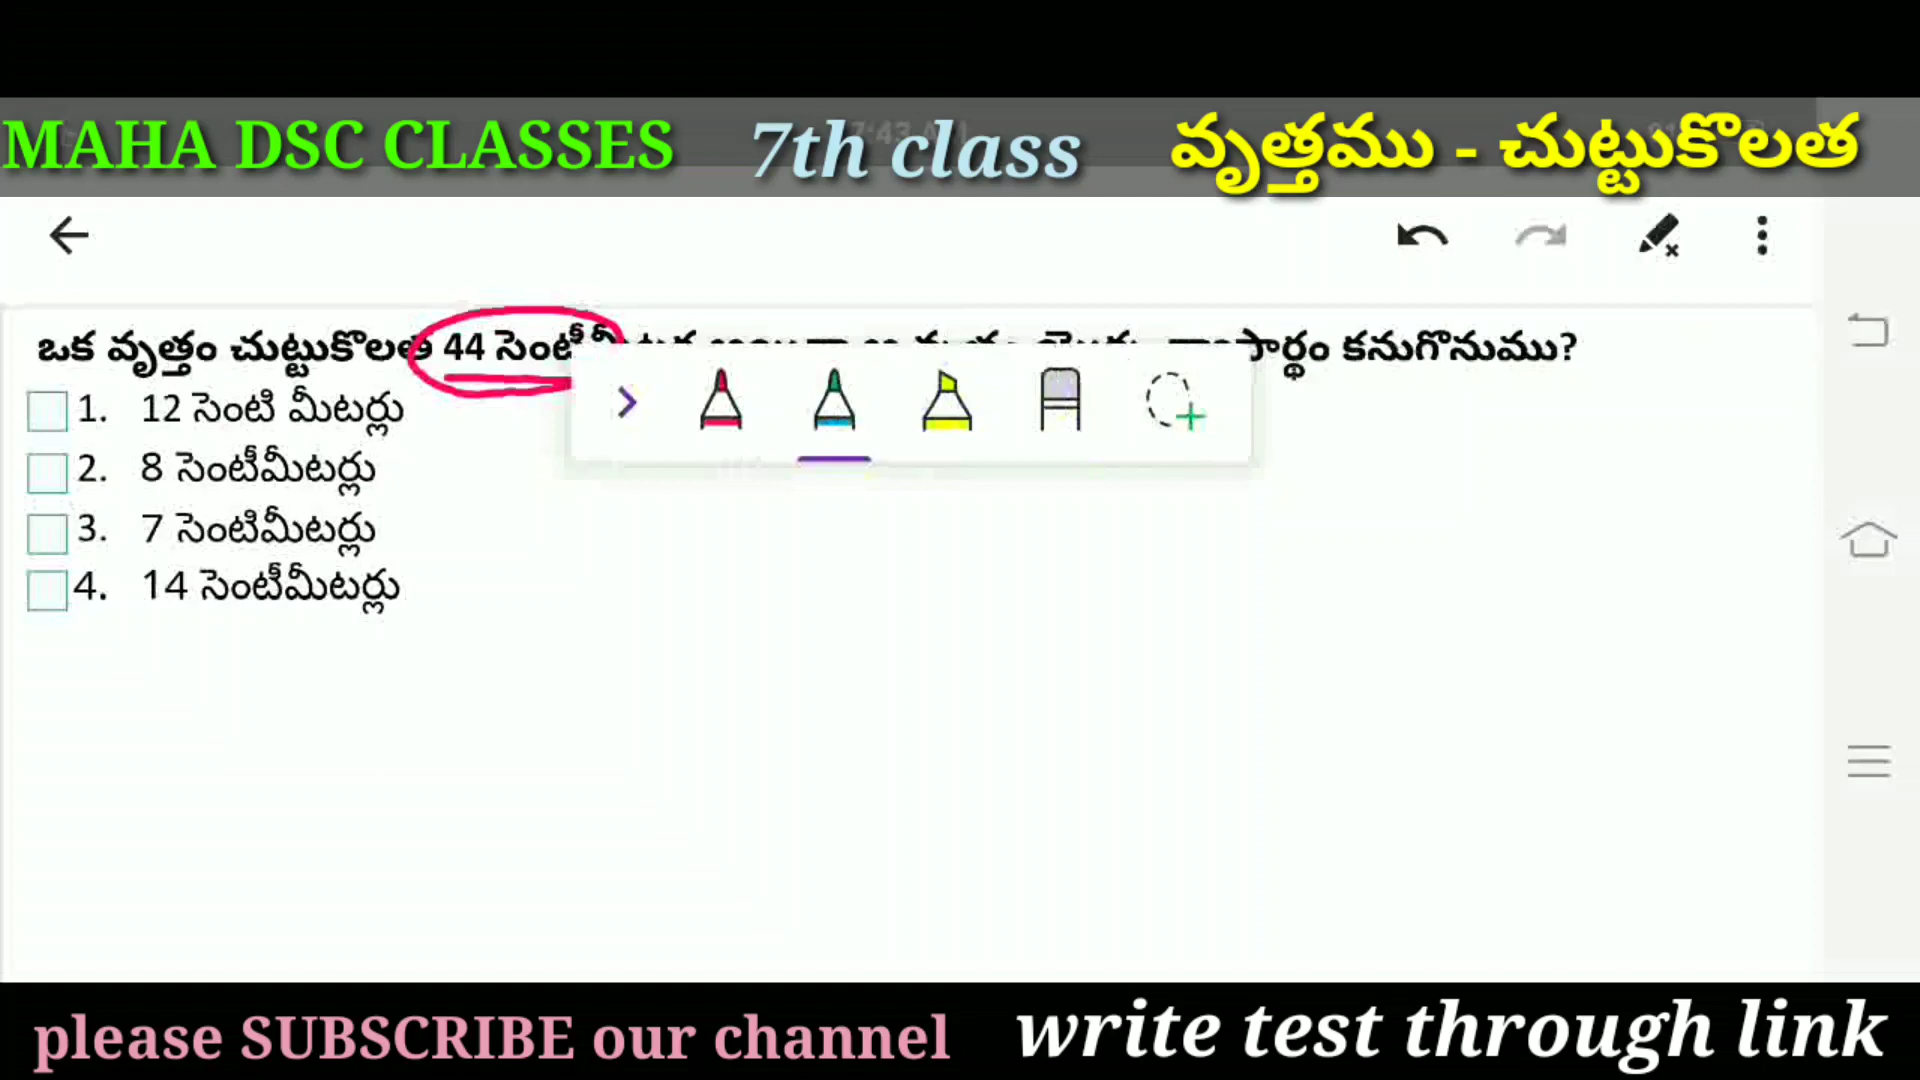 MAHA DSC CLASSES 7th class వృత్తము - చుట్టుకొలత
ఒక వృత్తం చుట్టుకొలత 44 కనుగొనుము?
1. 12 సెంటి మీటర్లు
2. 8 సెంటీమీటర్లు
3. 7 సెంటిమీటర్లు
4. 14 సెంటీమీటర్లు
please SUBSCRIBE our channel write test through link